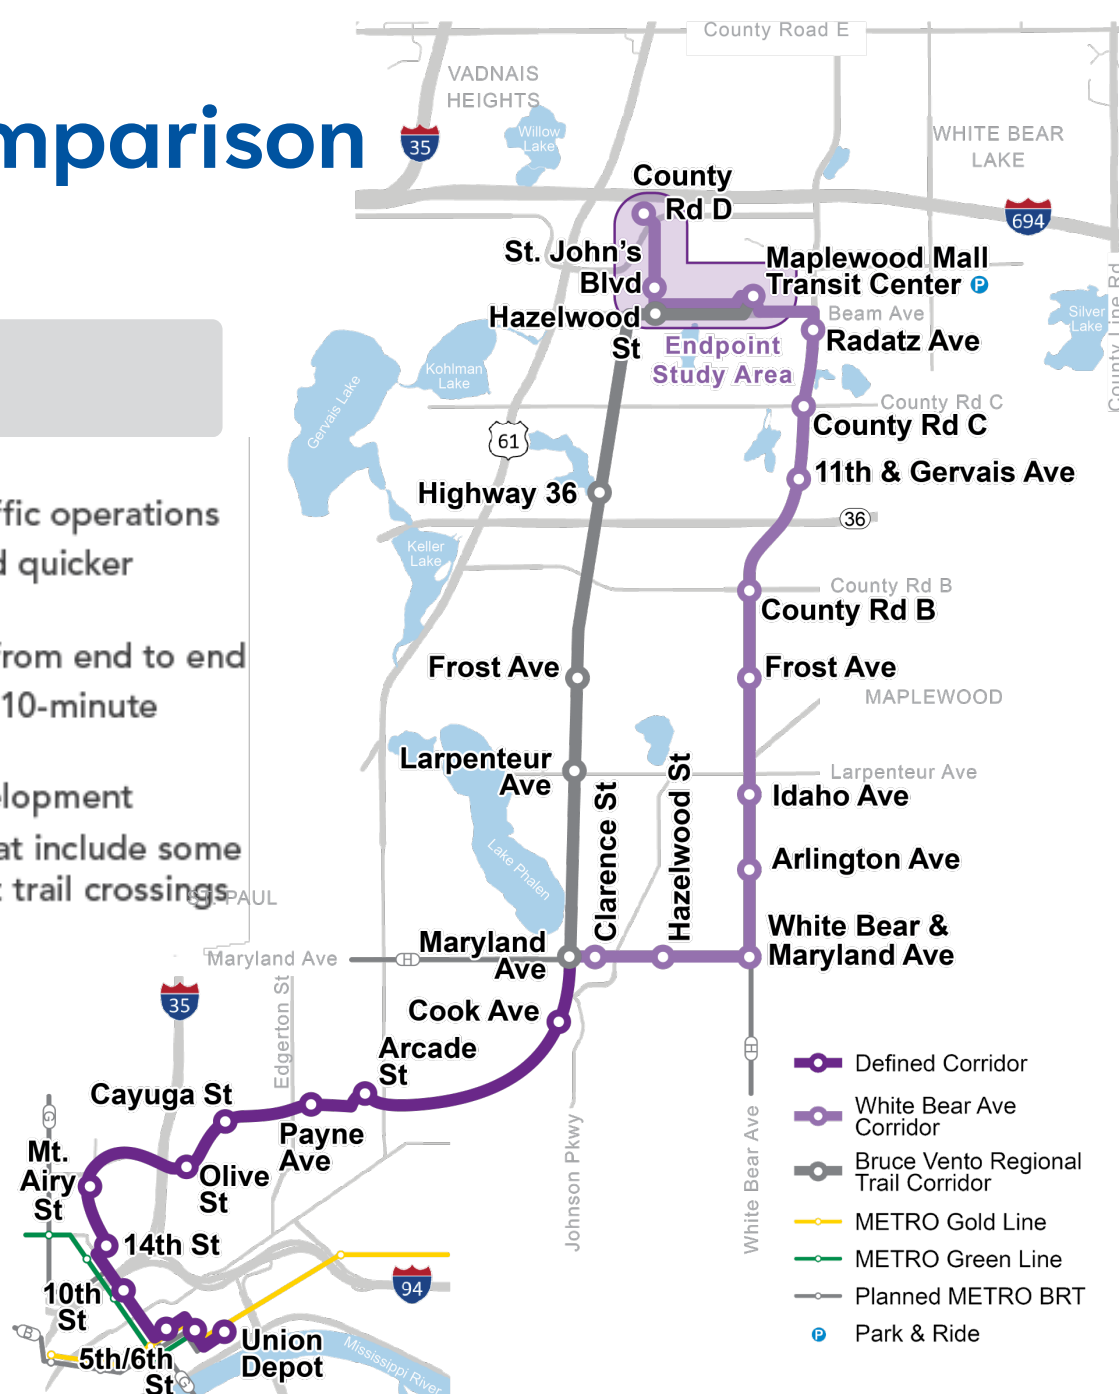 County Road E
VADNAIS
HEIGHTS
mparison
35
Willow
Lake
WHITE BEAR
LAKE
County
Rd D
694
St. John's
Blvd
Maplewood Mall
Transit Center P
Hazelwood
St
Beam Ave
Silver
Lake
County Line Rd
Radatz Ave
Endpoint
Study Area
Kohlman
Lake
Gervais Lake
County Rd C
County Rd C
61
11th & Gervais Ave
Highway 36
ffic operations
36
Keller
Lake
d quicker
County Rd B
County Rd B
from end to end
Frost Ave
Frost Ave
MAPLEWOOD
10-minute
Larpenteur
Ave
Larpenteur Ave
Clarence St
Hazelwood St
Idaho Ave
elopment
Lake Phalen
at include some
Arlington Ave
t trail crossings
ST. PAUL
White Bear &
Maryland Ave
Maryland
Ave
Maryland Ave
H
35
Edgerton St
Cook Ave
Arcade
St
H
Defined Corridor
Cayuga St
G
White Bear Ave
Corridor
Payne
Ave
Mt.
Airy
St
Olive
St
Johnson Pkwy
White Bear Ave
Bruce Vento Regional
Trail Corridor
METRO Gold Line
14th St
METRO Green Line
94
10th
St
Planned METRO BRT
B
Union
Depot
P
Park & Ride
5th/6th
St
G
Mississippi River